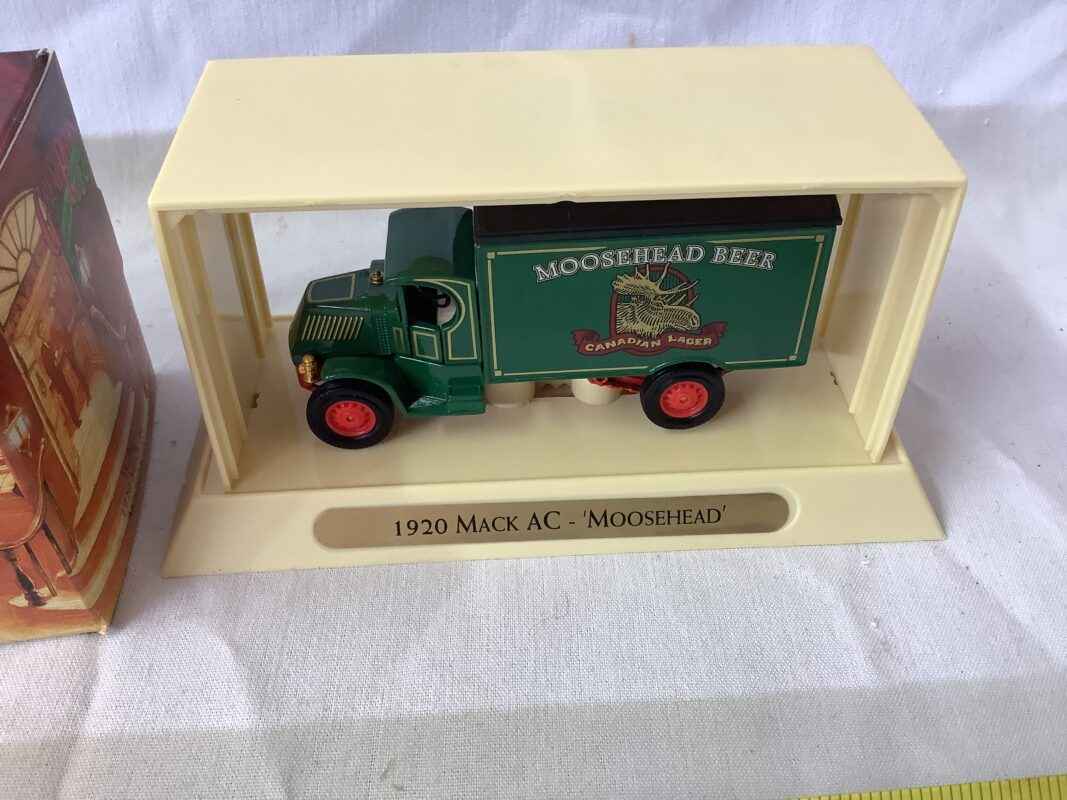 MOOSEHEAD BEER
CANADIAN LAGER
1920 MACK AC - 'MOOSEHEAD'